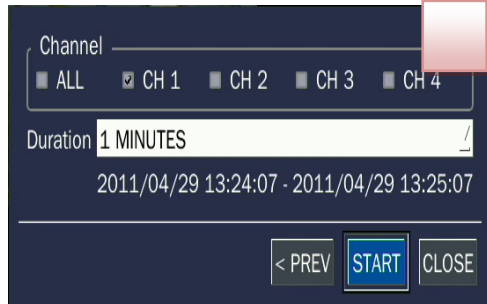 Channel
ALL CH 1 CH 2 CH 3 CH 4
Duration 1 MINUTES
2011/04/29 13:24:07 - 2011/04/29 13:25:07
< PREV START CLOSE